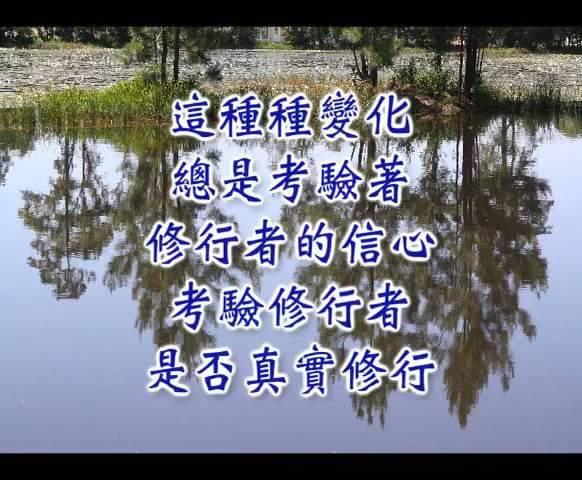 這種種變化
總是考驗著
修行者的信心
考驗修行者
是否真實修行